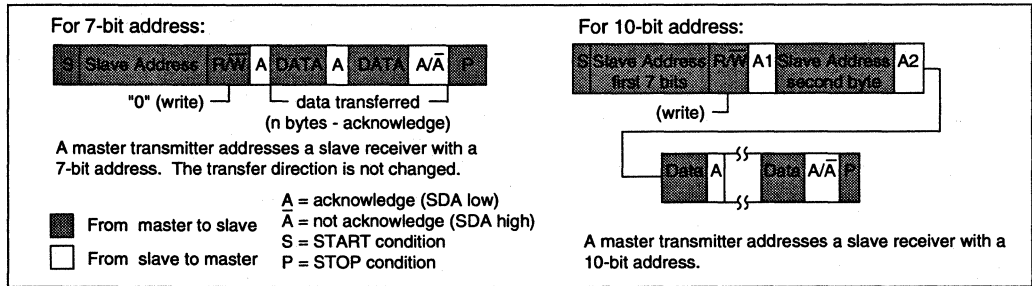 For 7-bit address:
S Slave Address R/W̅ A DATA A DATA A/A̅ P
"0" (write)
data transferred
(n bytes - acknowledge)
A master transmitter addresses a slave receiver with a
7-bit address. The transfer direction is not changed.
From master to slave
From slave to master
A = acknowledge (SDA low)
A̅ = not acknowledge (SDA high)
S = START condition
P = STOP condition
For 10-bit address:
S Slave Address first 7 bits R/W̅ A1 Slave Address second byte A2
(write)
Data A Data A/A̅ P
A master transmitter addresses a slave receiver with a
10-bit address.